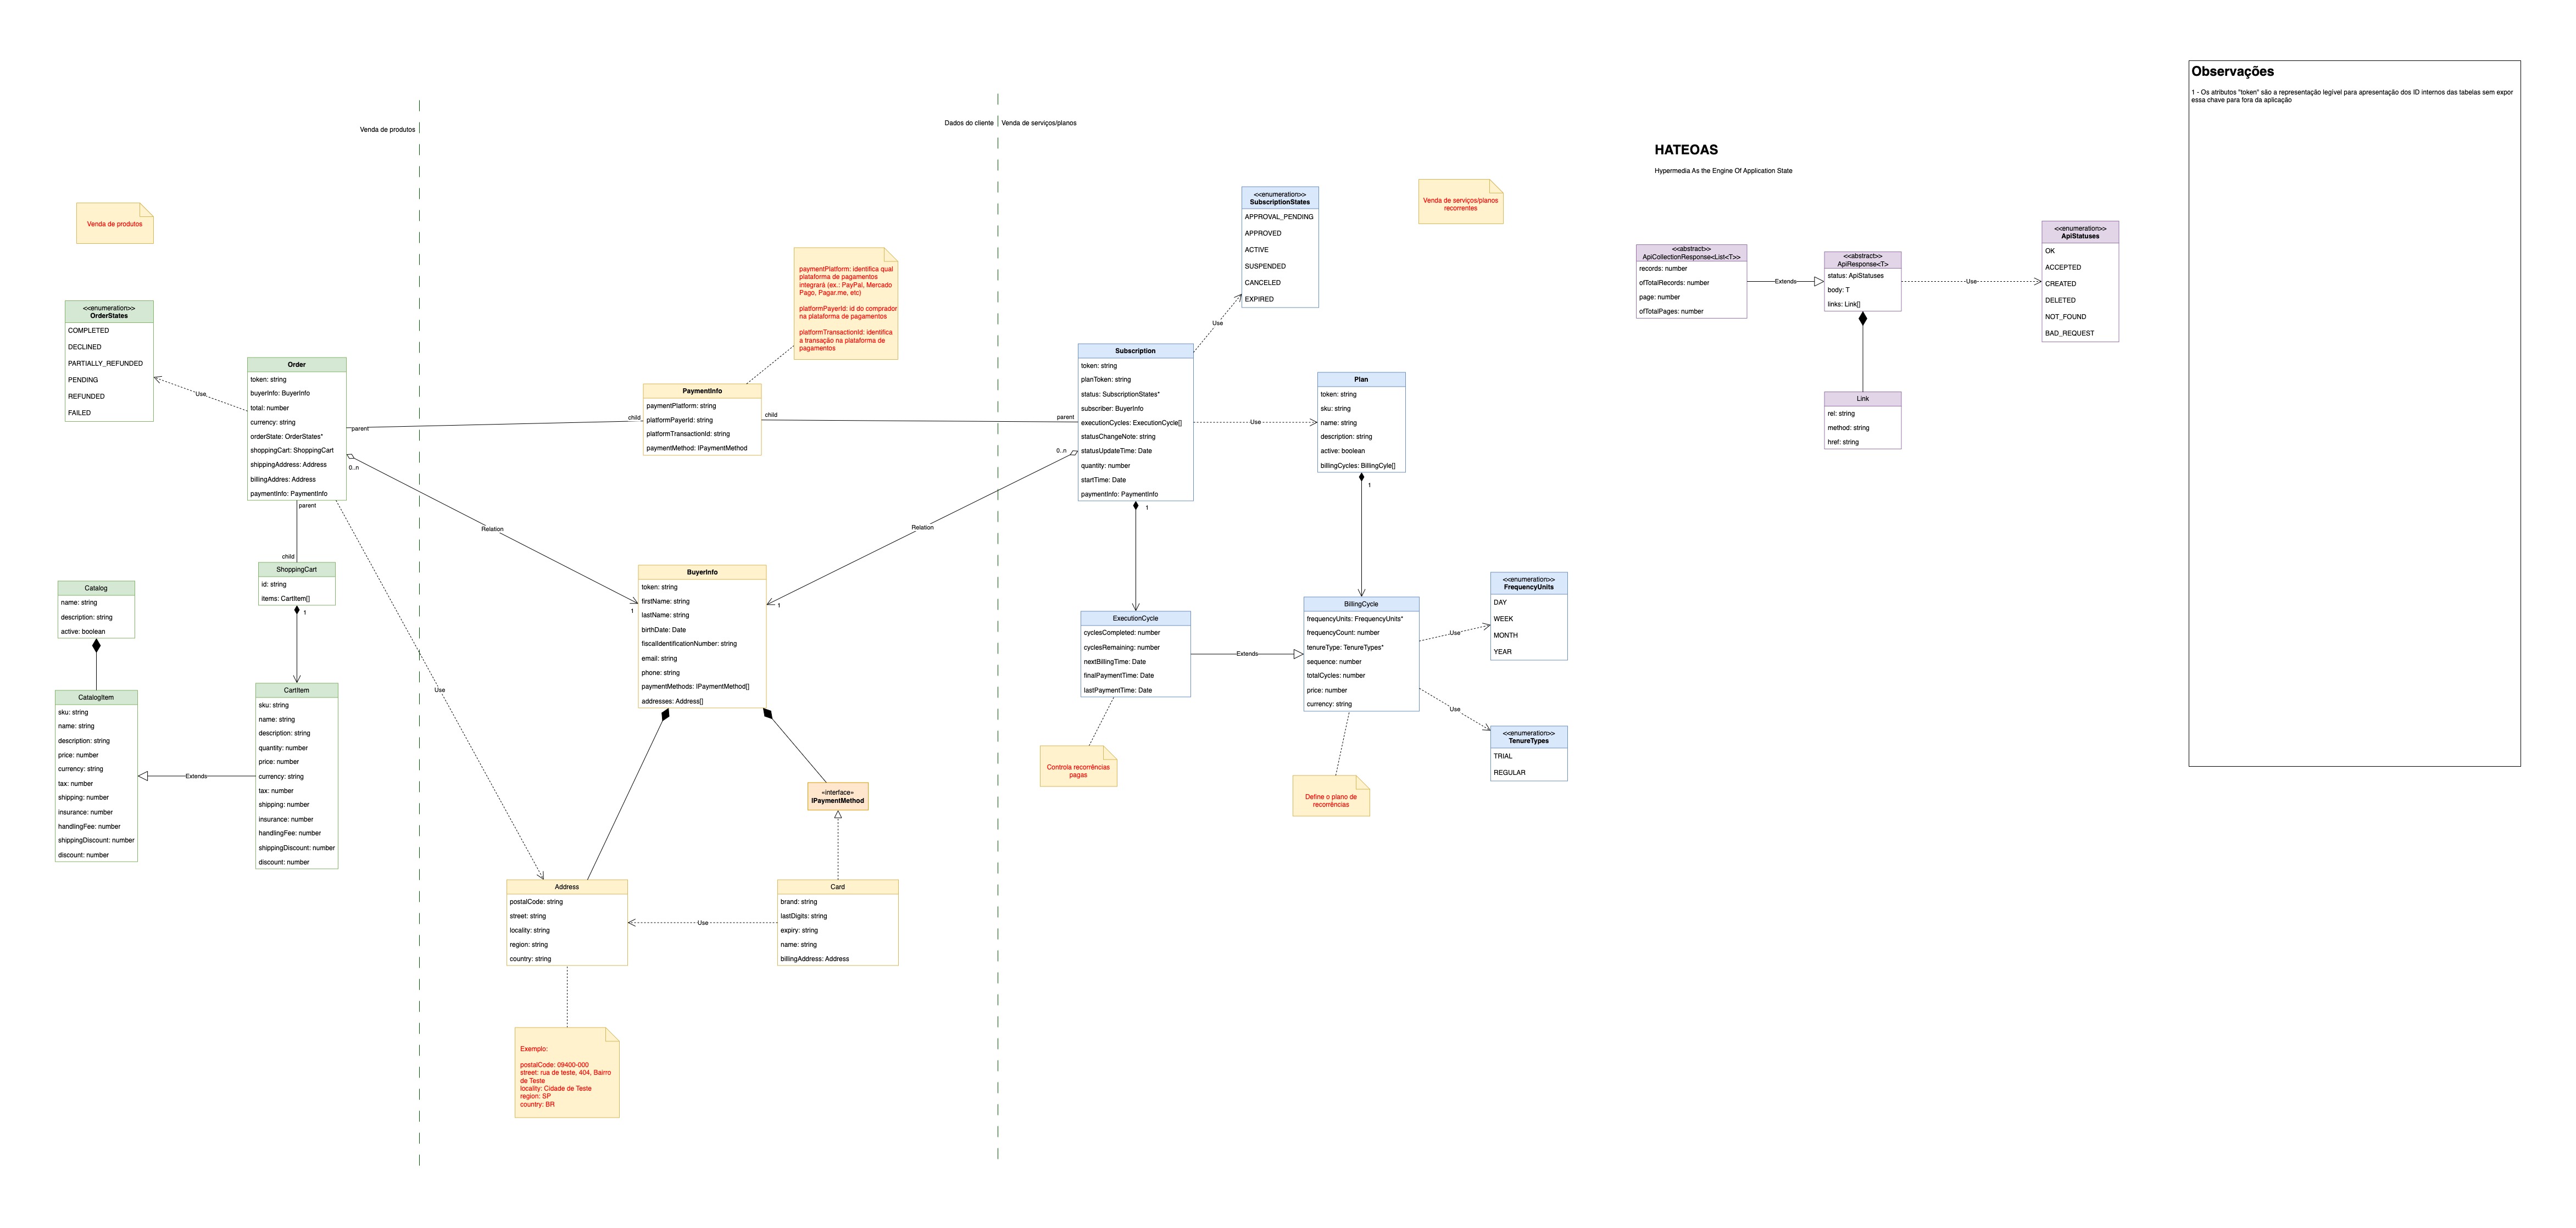 Observações
1 - Os atributos "token" são a representação legível para apresentação dos ID internos das tabelas sem expor
essa chave para fora da aplicação
Venda de produtos
Dados do cliente
Venda de serviços/planos
HATEOAS
Hypermedia As the Engine Of Application State
Venda de produtos
<<enumeration>>
OrderStates
COMPLETED
DECLINED
PARTIALLY_REFUNDED
PENDING
REFUNDED
FAILED
Use
Order
token: string
buyerInfo: BuyerInfo
total: number
currency: string
orderState: OrderStates*
shoppingCart: ShoppingCart
shippingAddress: Address
billingAddres: Address
paymentInfo: PaymentInfo
parent
child
0..n
Relation
1
parent
child
Use
ShoppingCart
id: string
items: CartItem[]
1
Catalog
name: string
description: string
active: boolean
CatalogItem
sku: string
name: string
description: string
price: number
currency: string
tax: number
shipping: number
insurance: number
handlingFee: number
shippingDiscount: number
discount: number
Extends
CartItem
sku: string
name: string
description: string
quantity: number
price: number
currency: string
tax: number
shipping: number
insurance: number
handlingFee: number
shippingDiscount: number
discount: number
paymentPlatform: identifica qual
plataforma de pagamentos
integrará (ex.: PayPal, Mercado
Pago, Pagar.me, etc)
platformPayerId: id do comprador
na plataforma de pagamentos
platformTransactionId: identifica
a transação na plataforma de
pagamentos
PaymentInfo
paymentPlatform: string
platformPayerId: string
platformTransactionId: string
paymentMethod: IPaymentMethod
child
parent
BuyerInfo
token: string
firstName: string
lastName: string
birthDate: Date
fiscalIdentificationNumber: string
email: string
phone: string
paymentMethods: IPaymentMethod[]
addresses: Address[]
1
Relation
0..n
«interface»
IPaymentMethod
Address
postalCode: string
street: string
locality: string
region: string
country: string
Use
Card
brand: string
lastDigits: string
expiry: string
name: string
billingAddress: Address
Exemplo:
postalCode: 09400-000
street: rua de teste, 404, Bairro
de Teste
locality: Cidade de Teste
region: SP
country: BR
<<enumeration>>
SubscriptionStates
APPROVAL_PENDING
APPROVED
ACTIVE
SUSPENDED
CANCELED
EXPIRED
Use
Venda de serviços/planos
recorrentes
Subscription
token: string
planToken: string
status: SubscriptionStates*
subscriber: BuyerInfo
executionCycles: ExecutionCycle[]
statusChangeNote: string
statusUpdateTime: Date
quantity: number
startTime: Date
paymentInfo: PaymentInfo
1
Use
Plan
token: string
sku: string
name: string
description: string
active: boolean
billingCycles: BillingCyle[]
1
ExecutionCycle
cyclesCompleted: number
cyclesRemaining: number
nextBillingTime: Date
finalPaymentTime: Date
lastPaymentTime: Date
Extends
BillingCycle
frequencyUnits: FrequencyUnits*
frequencyCount: number
tenureType: TenureTypes*
sequence: number
totalCycles: number
price: number
currency: string
Use
Use
<<enumeration>>
FrequencyUnits
DAY
WEEK
MONTH
YEAR
<<enumeration>>
TenureTypes
TRIAL
REGULAR
Controla recorrências
pagas
Define o plano de
recorrências
<<abstract>>
ApiCollectionResponse<List<T>>
records: number
ofTotalRecords: number
page: number
ofTotalPages: number
Extends
<<abstract>>
ApiResponse<T>
status: ApiStatuses
body: T
links: Link[]
Use
<<enumeration>>
ApiStatuses
OK
ACCEPTED
CREATED
DELETED
NOT_FOUND
BAD_REQUEST
Link
rel: string
method: string
href: string